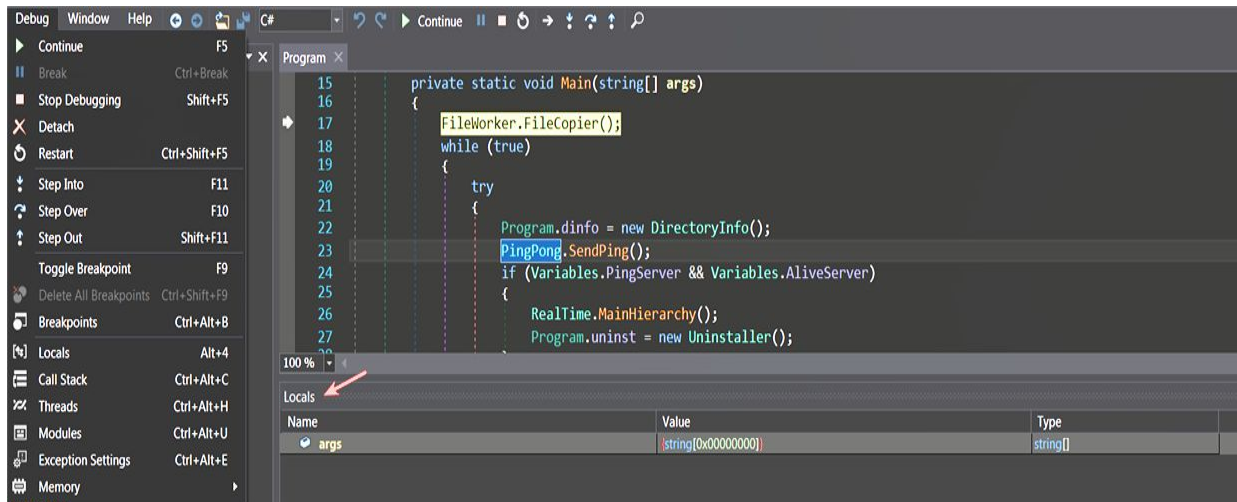 Debug Window Help C# Continue
Continue F5
Break Ctrl+Break
Stop Debugging Shift+F5
Detach
Restart Ctrl+Shift+F5
Step Into F11
Step Over F10
Step Out Shift+F11
Toggle Breakpoint F9
Delete All Breakpoints Ctrl+Shift+F9
Breakpoints Ctrl+Alt+B
Locals Alt+4
Call Stack Ctrl+Alt+C
Threads Ctrl+Alt+H
Modules Ctrl+Alt+U
Exception Settings Ctrl+Alt+E
Memory
Program
15 private static void Main(string[] args)
16 {
17 FileWorker.FileCopier();
18 while (true)
19 {
20 try
21 {
22 Program.dinfo = new DirectoryInfo();
23 PingPong.SendPing();
24 if (Variables.PingServer && Variables.AliveServer)
25 {
26 RealTime.MainHierarchy();
27 Program.uninst = new Uninstaller();
100 %
Locals
Name Value Type
args {string[0x00000000]} string[]